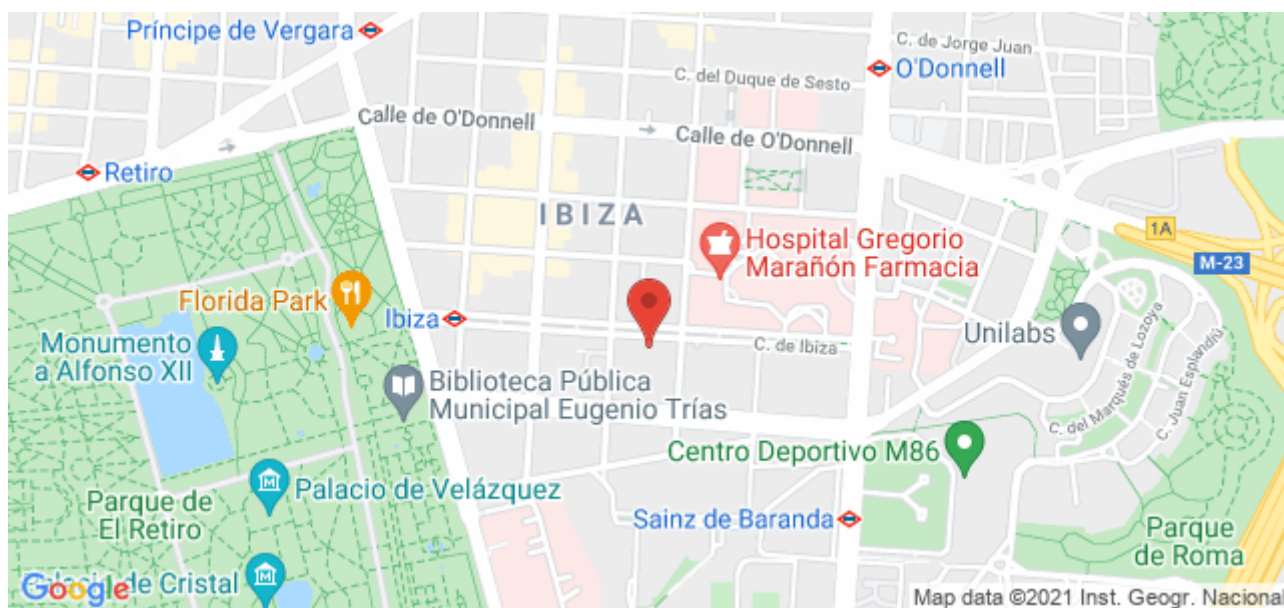 Príncipe de Vergara
C. de Jorge Juan
O'Donnell
C. del Duque de Sesto
Calle de O'Donnell
Calle de O'Donnell
Retiro
IBIZA
1A
Hospital Gregorio
Marañón Farmacia
M-23
Florida Park
Ibiza
Unilabs
C. de Ibiza
Monumento
a Alfonso XII
C. del Marqués de Lozoya
C. Juan Esplandiú
Biblioteca Pública
Municipal Eugenio Trías
Centro Deportivo M86
Palacio de Velázquez
Parque de
El Retiro
Sainz de Baranda
Parque
de Roma
de Cristal
Google
Map data ©2021 Inst. Geogr. Naciona